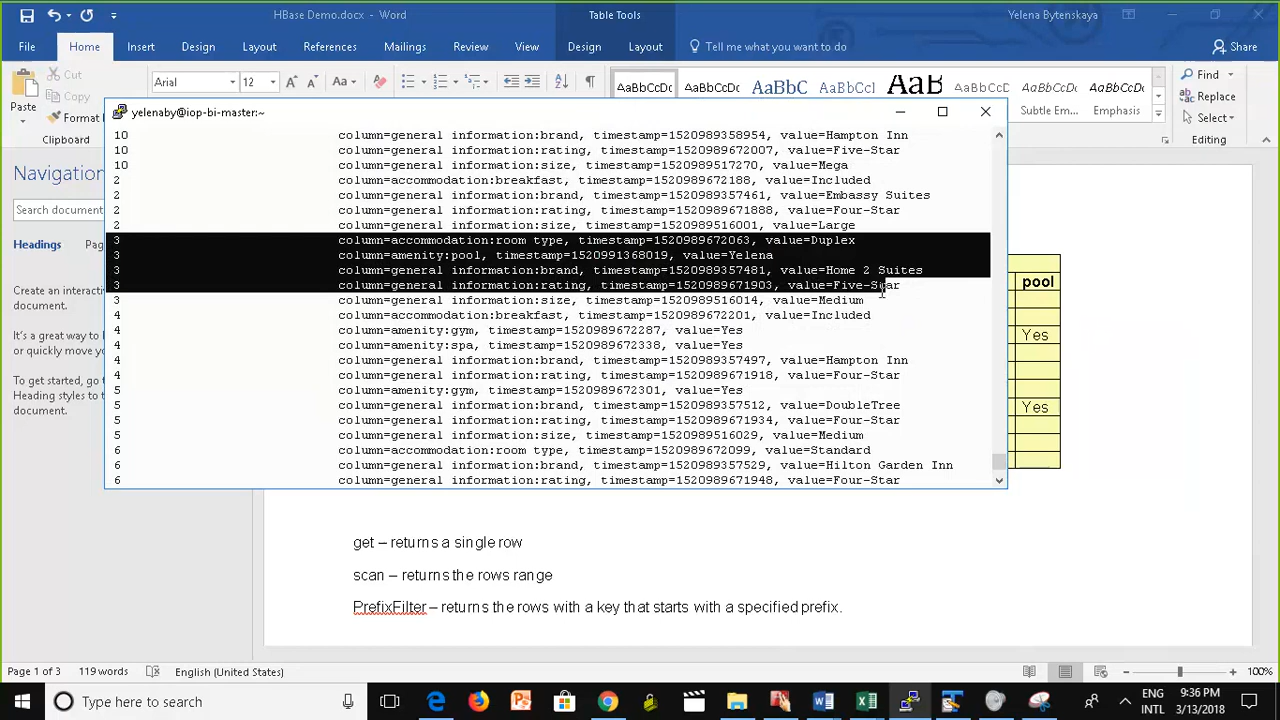 HBase Demo.docx - Word
Table Tools
Yelena Bytenskaya
File Home Insert Design Layout References Mailings Review View Design Layout Tell me what you want to do Share
Paste
Cut
Copy
Format
Clipboard
Arial 12
AaBbCcDc AaBbCcDc AaBbC AaBbCcl AaB AaBbCcD AaBbCcDc AaBbCcDc
Subtle Em... Emphasis
Find
Replace
Select
Editing
yelenaby@iop-bi-master:~
10 column=general information:brand, timestamp=1520989358954, value=Hampton Inn
10 column=general information:rating, timestamp=1520989672007, value=Five-Star
10 column=general information:size, timestamp=1520989517270, value=Mega
2 column=accommodation:breakfast, timestamp=1520989672188, value=Included
2 column=general information:brand, timestamp=1520989357461, value=Embassy Suites
2 column=general information:rating, timestamp=1520989671888, value=Four-Star
2 column=general information:size, timestamp=1520989516001, value=Large
3 column=accommodation:room type, timestamp=1520989672063, value=Duplex
3 column=amenity:pool, timestamp=1520991368019, value=Yelena
3 column=general information:brand, timestamp=1520989357481, value=Home 2 Suites
3 column=general information:rating, timestamp=1520989671903, value=Five-Star
3 column=general information:size, timestamp=1520989516014, value=Medium
4 column=accommodation:breakfast, timestamp=1520989672201, value=Included
4 column=amenity:gym, timestamp=1520989672287, value=Yes
4 column=amenity:spa, timestamp=1520989672338, value=Yes
4 column=general information:brand, timestamp=1520989357497, value=Hampton Inn
4 column=general information:rating, timestamp=1520989671918, value=Four-Star
5 column=amenity:gym, timestamp=1520989672301, value=Yes
5 column=general information:brand, timestamp=1520989357512, value=DoubleTree
5 column=general information:rating, timestamp=1520989671934, value=Four-Star
5 column=general information:size, timestamp=1520989516029, value=Medium
6 column=accommodation:room type, timestamp=1520989672099, value=Standard
6 column=general information:brand, timestamp=1520989357529, value=Hilton Garden Inn
6 column=general information:rating, timestamp=1520989671948, value=Four-Star
Navigation
Search document
Headings Pa
Create an interactive
borders.
It's a great way to k
or quickly move yo
To get started, go t
Heading styles to t
document.
pool
Yes
Yes
get – returns a single row
scan – returns the rows range
PrefixFilter – returns the rows with a key that starts with a specified prefix.
Page 1 of 3 119 words English (United States) 100%
Type here to search
ENG
INTL
9:36 PM
3/13/2018